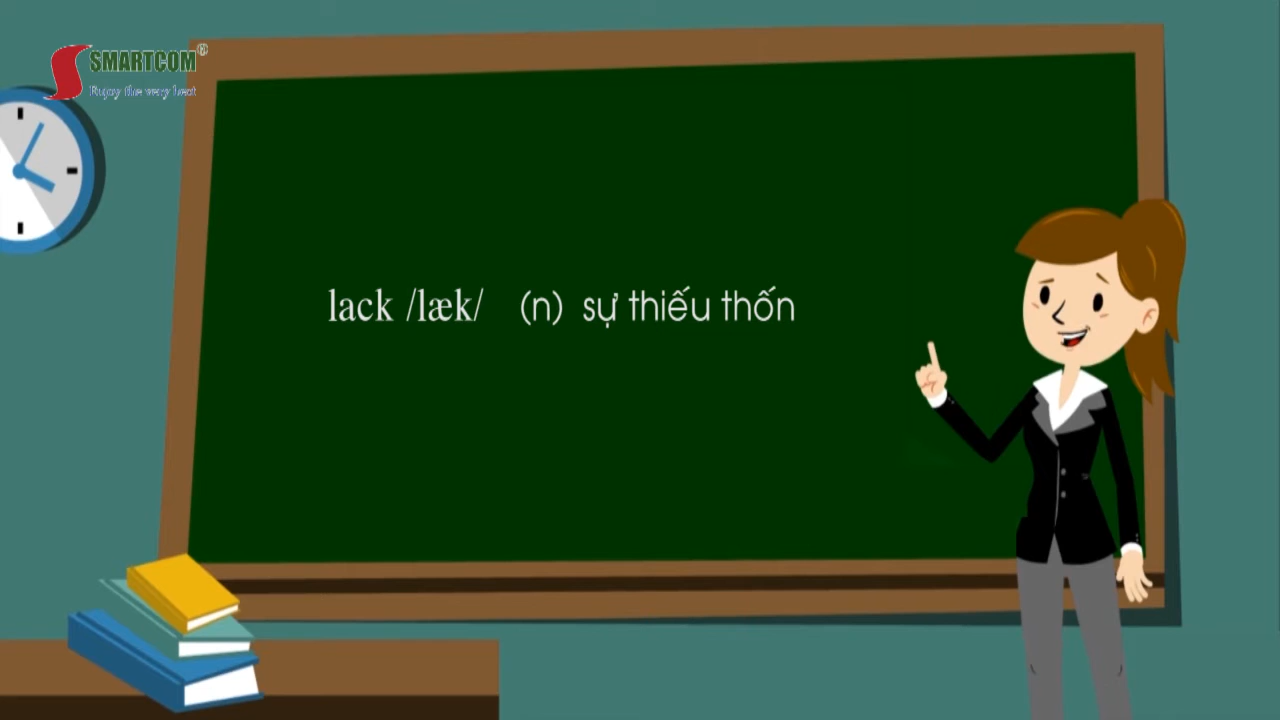 SMARTCOM®
Enjoy the very best
lack /læk/ (n) sự thiếu thốn